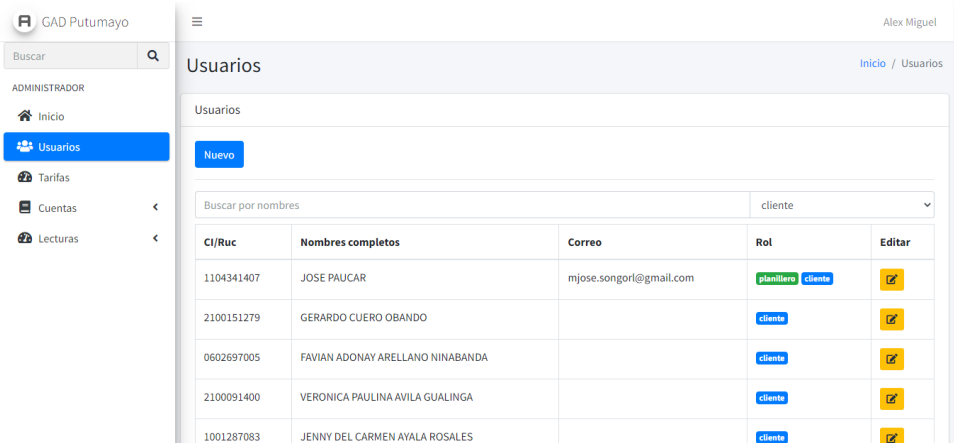 A GAD Putumayo
Alex Miguel
Buscar
ADMINISTRADOR
Inicio
Usuarios
Tarifas
Cuentas
Lecturas
Usuarios
Inicio / Usuarios
Usuarios
Nuevo
Buscar por nombres cliente
CI/Ruc Nombres completos Correo Rol Editar
1104341407 JOSE PAUCAR mjose.songorl@gmail.com planillero cliente
2100151279 GERARDO CUERO OBANDO cliente
0602697005 FAVIAN ADONAY ARELLANO NINABANDA cliente
2100091400 VERONICA PAULINA AVILA GUALINGA cliente
1001287083 JENNY DEL CARMEN AYALA ROSALES cliente